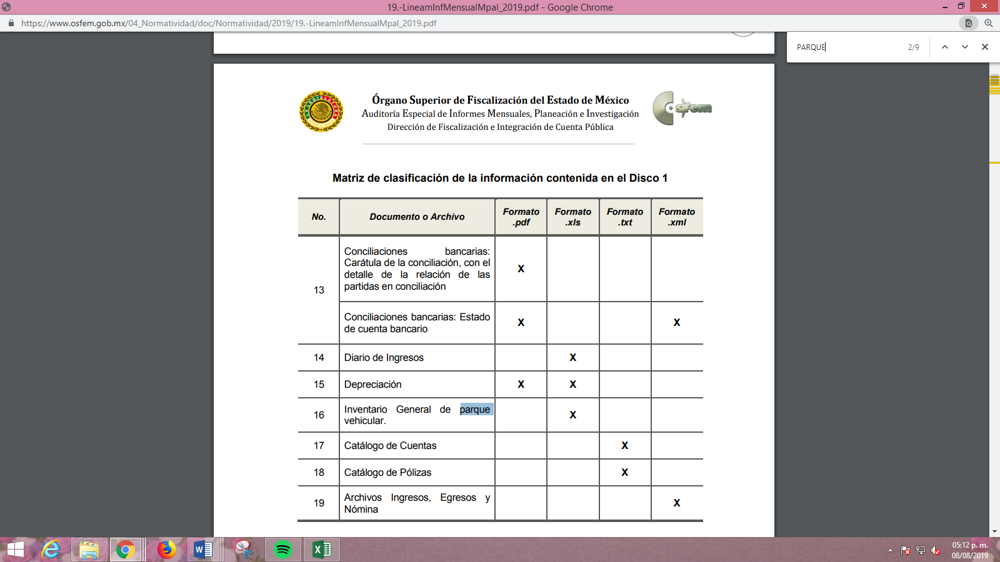 19.-LineamInfMensualMpal_2019.pdf - Google Chrome
https://www.osfem.gob.mx/04_Normatividad/doc/Normatividad/2019/19.-LineamInfMensualMpal_2019.pdf
PARQUE 2/9
Órgano Superior de Fiscalización del Estado de México
Auditoría Especial de Informes Mensuales, Planeación e Investigación
Dirección de Fiscalización e Integración de Cuenta Pública
osfem
Matriz de clasificación de la información contenida en el Disco 1
No. Documento o Archivo Formato .pdf Formato .xls Formato .txt Formato .xml
13
Conciliaciones bancarias:
Carátula de la conciliación, con el
detalle de la relación de las
partidas en conciliación
X
Conciliaciones bancarias: Estado
de cuenta bancario
X X
14 Diario de Ingresos X
15 Depreciación X X
16 Inventario General de parque
vehicular.
X
17 Catálogo de Cuentas X
18 Catálogo de Pólizas X
19 Archivos Ingresos, Egresos y
Nómina
X
05:12 p. m.
08/08/2019